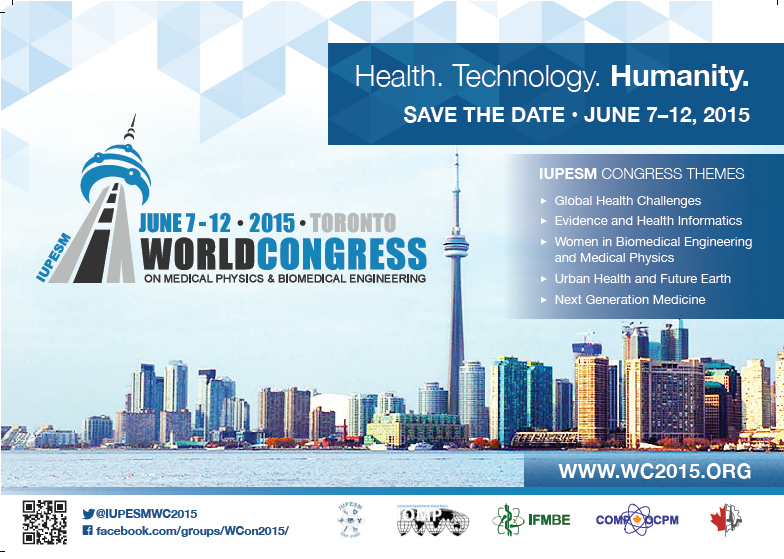 Health. Technology. Humanity.
SAVE THE DATE • JUNE 7–12, 2015
IUPESM CONGRESS THEMES
Global Health Challenges
Evidence and Health Informatics
Women in Biomedical Engineering
and Medical Physics
Urban Health and Future Earth
Next Generation Medicine
IUPESM
JUNE 7 - 12 • 2015 • TORONTO
WORLDCONGRESS
ON MEDICAL PHYSICS & BIOMEDICAL ENGINEERING
WWW.WC2015.ORG
@IUPESMWC2015
facebook.com/groups/WCon2015/
IUPESM
IOMP
IFMBE
COMP OCPM